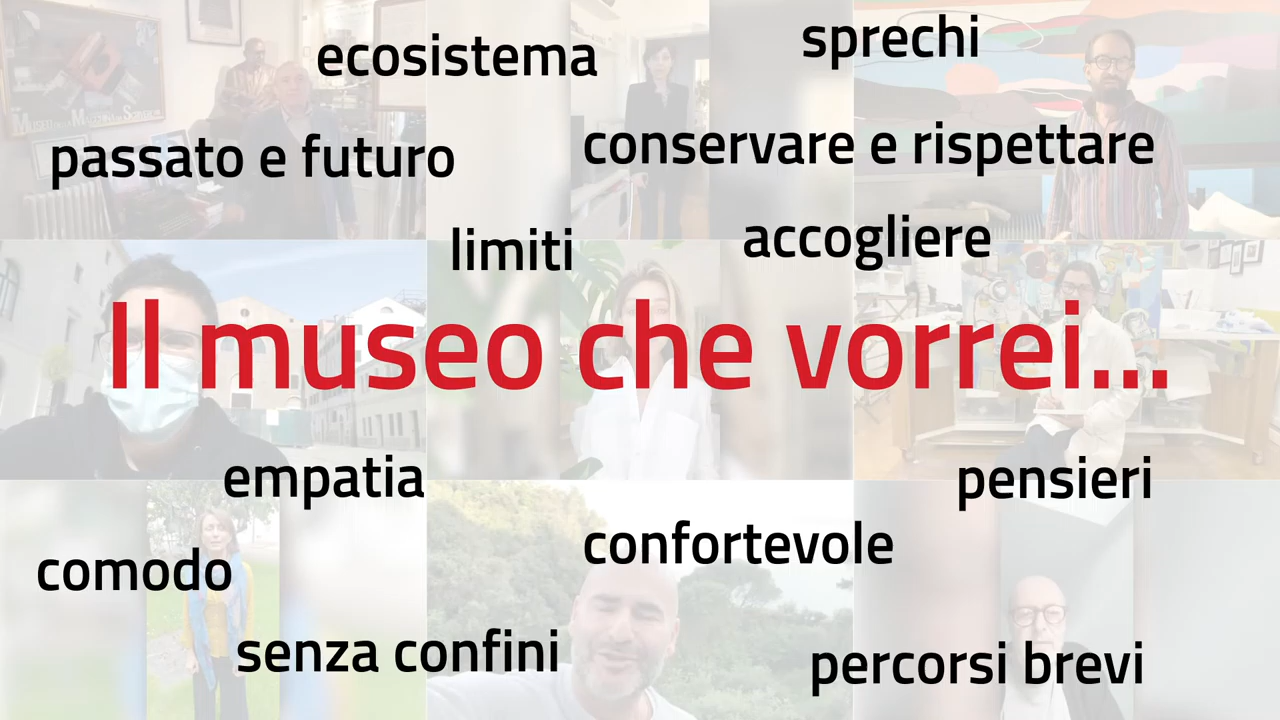 ecosistema
sprechi
passato e futuro
conservare e rispettare
limiti
accogliere
Il museo che vorrei...
empatia
pensieri
comodo
confortevole
senza confini
percorsi brevi